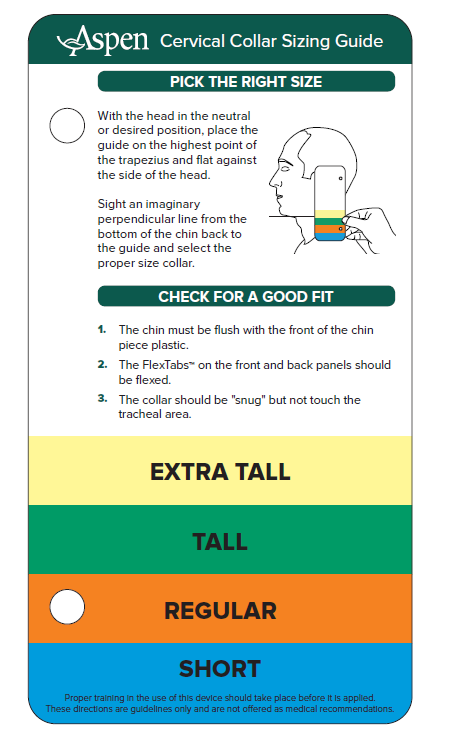 Aspen Cervical Collar Sizing Guide
PICK THE RIGHT SIZE
With the head in the neutral
or desired position, place the
guide on the highest point of
the trapezius and flat against
the side of the head.
Sight an imaginary
perpendicular line from the
bottom of the chin back to
the guide and select the
proper size collar.
CHECK FOR A GOOD FIT
1. The chin must be flush with the front of the chin
piece plastic.
2. The FlexTabs™ on the front and back panels should
be flexed.
3. The collar should be "snug" but not touch the
tracheal area.
EXTRA TALL
TALL
REGULAR
SHORT
Proper training in the use of this device should take place before it is applied.
These directions are guidelines only and are not offered as medical recommendations.